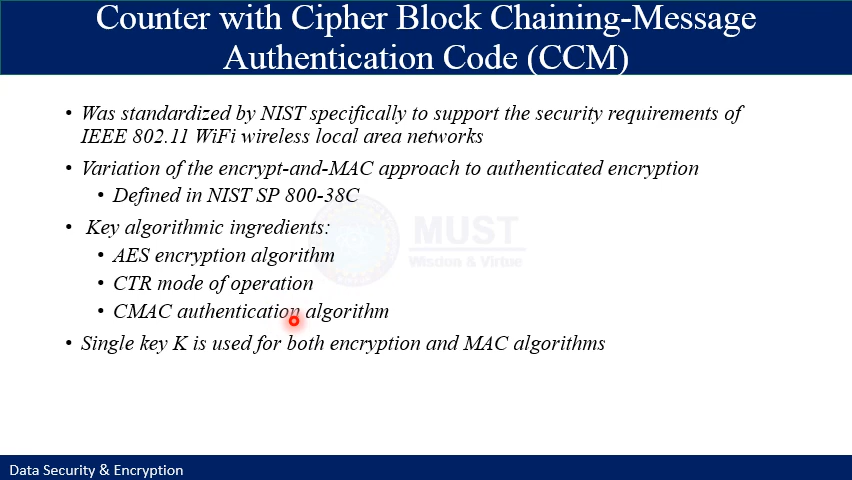 Counter with Cipher Block Chaining-Message
Authentication Code (CCM)
• Was standardized by NIST specifically to support the security requirements of
IEEE 802.11 WiFi wireless local area networks
• Variation of the encrypt-and-MAC approach to authenticated encryption
• Defined in NIST SP 800-38C
• Key algorithmic ingredients:
• AES encryption algorithm
MUST
Wisdom & Virtue
• CTR mode of operation
• CMAC authentication algorithm
• Single key K is used for both encryption and MAC algorithms
Data Security & Encryption